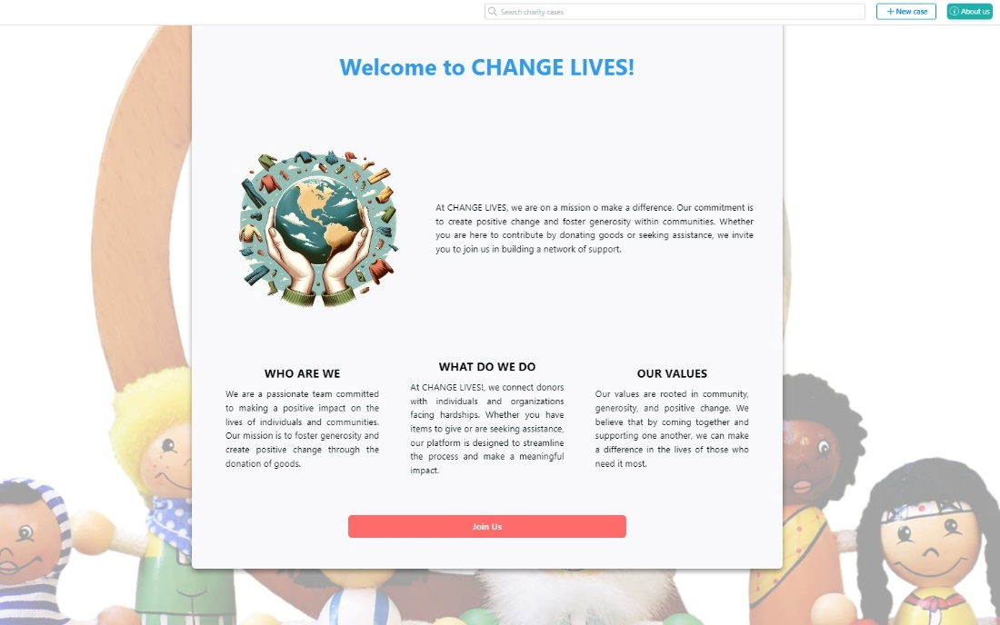 Search charity cases
+ New case
About us
Welcome to CHANGE LIVES!
At CHANGE LIVES, we are on a mission o make a difference. Our commitment is
to create positive change and foster generosity within communities. Whether
you are here to contribute by donating goods or seeking assistance, we invite
you to join us in building a network of support.
WHO ARE WE
We are a passionate team committed
to making a positive impact on the
lives of individuals and communities.
Our mission is to foster generosity and
create positive change through the
donation of goods.
WHAT DO WE DO
At CHANGE LIVES!, we connect donors
with individuals and organizations
facing hardships. Whether you have
items to give or are seeking assistance,
our platform is designed to streamline
the process and make a meaningful
impact.
OUR VALUES
Our values are rooted in community,
generosity, and positive change. We
believe that by coming together and
supporting one another, we can make
a difference in the lives of those who
need it most.
Join Us